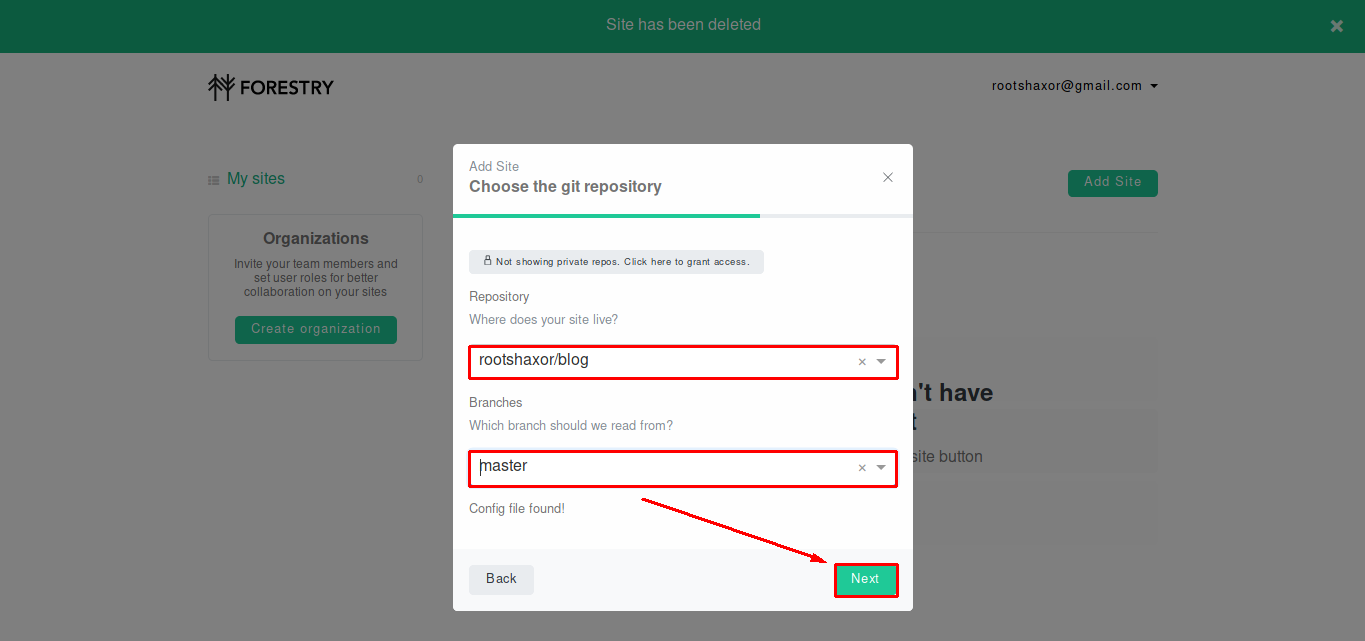 Site has been deleted
FORESTRY
rootshaxor@gmail.com
My sites
0
Add Site
Organizations
Invite your team members and
set user roles for better
collaboration on your sites
Create organization
Add Site
Choose the git repository
Not showing private repos. Click here to grant access.
Repository
Where does your site live?
rootshaxor/blog
Branches
Which branch should we read from?
master
Config file found!
Back
Next
't have
site button